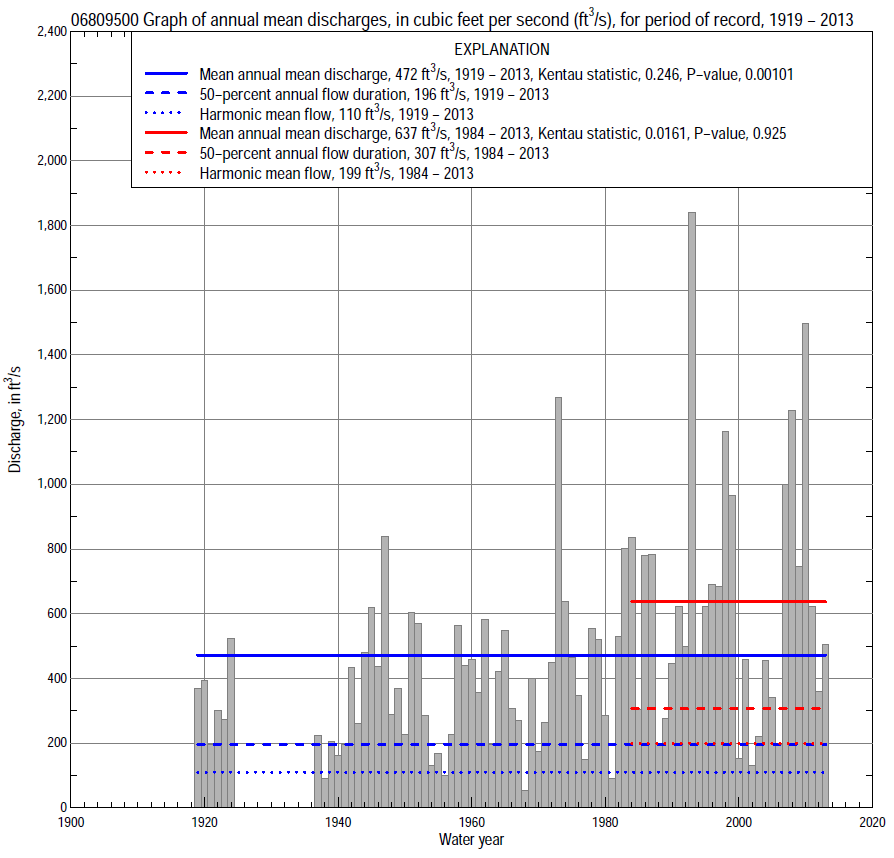 06809500 Graph of annual mean discharges, in cubic feet per second (ft³/s), for period of record, 1919 – 2013
EXPLANATION
Mean annual mean discharge, 472 ft³/s, 1919 – 2013, Kentau statistic, 0.246, P–value, 0.00101
50–percent annual flow duration, 196 ft³/s, 1919 – 2013
Harmonic mean flow, 110 ft³/s, 1919 – 2013
Mean annual mean discharge, 637 ft³/s, 1984 – 2013, Kentau statistic, 0.0161, P–value, 0.925
50–percent annual flow duration, 307 ft³/s, 1984 – 2013
Harmonic mean flow, 199 ft³/s, 1984 – 2013
Discharge, in ft³/s
2,400
2,200
2,000
1,800
1,600
1,400
1,200
1,000
800
600
400
200
0
1900 1920 1940 1960 1980 2000 2020
Water year